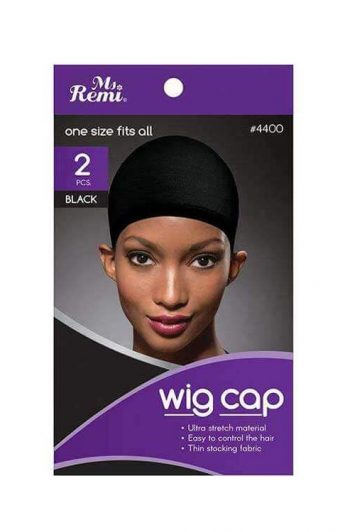 Ms.
Remi®
one size fits all
#4400
2
PCS.
BLACK
wig cap
• Ultra stretch material
• Easy to control the hair
• Thin stocking fabric